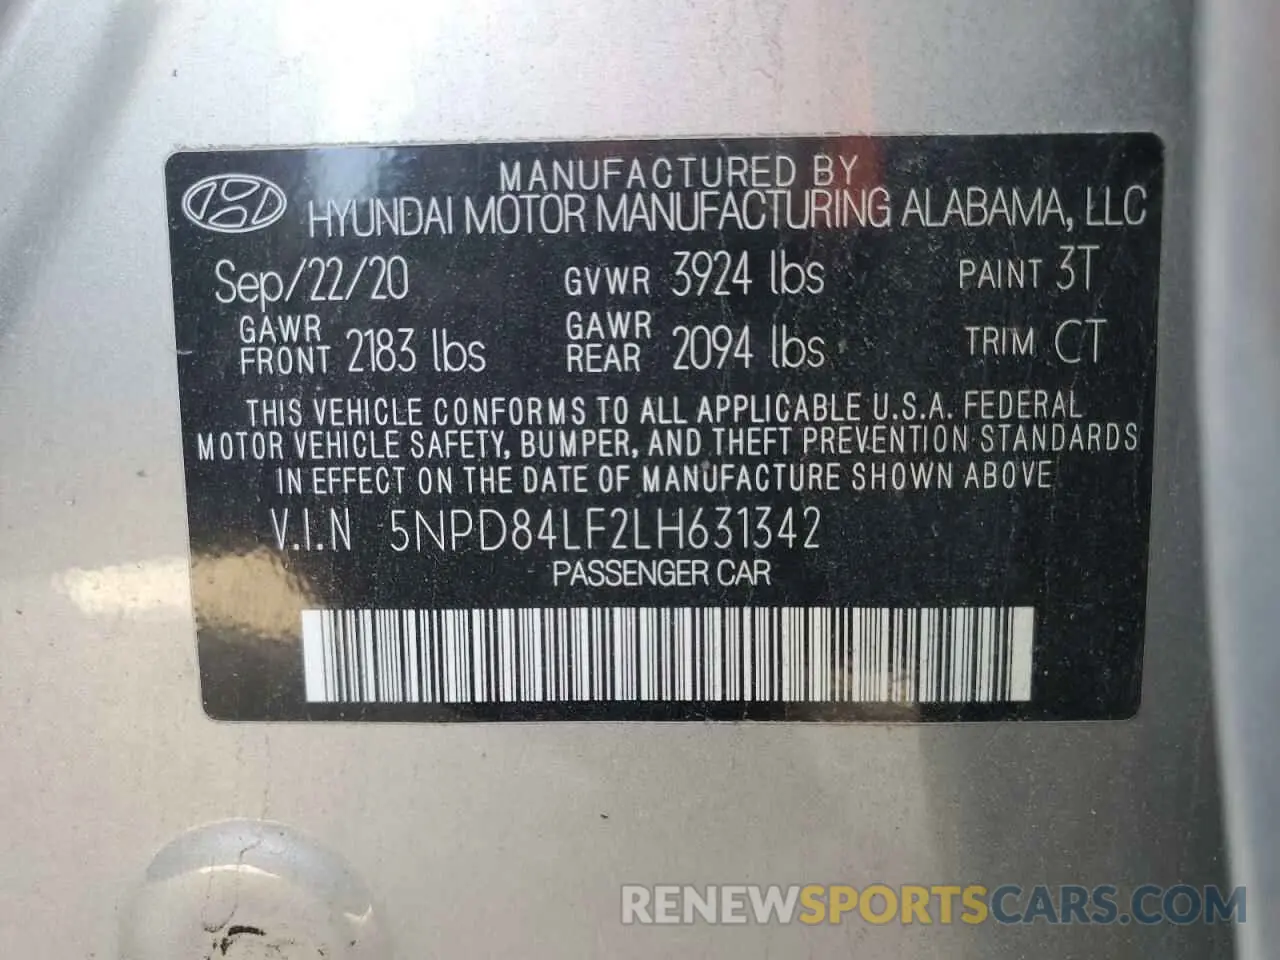 MANUFACTURED BY
HYUNDAI MOTOR MANUFACTURING ALABAMA, LLC
Sep/22/20 GVWR 3924 lbs PAINT 3T
GAWR FRONT 2183 lbs GAWR REAR 2094 lbs TRIM CT
THIS VEHICLE CONFORMS TO ALL APPLICABLE U.S.A. FEDERAL
MOTOR VEHICLE SAFETY, BUMPER, AND THEFT PREVENTION STANDARDS
IN EFFECT ON THE DATE OF MANUFACTURE SHOWN ABOVE
V.I.N 5NPD84LF2LH631342
PASSENGER CAR
RENEWSPORTSCARS.COM